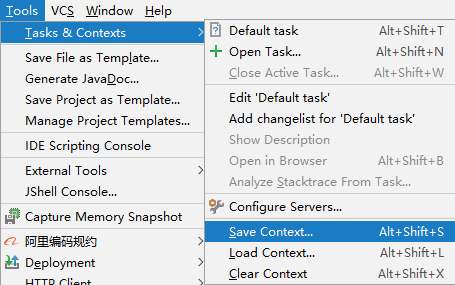 Tools VCS Window Help
Tasks & Contexts
Save File as Template...
Generate JavaDoc...
Save Project as Template...
Manage Project Templates...
IDE Scripting Console
External Tools
JShell Console...
Capture Memory Snapshot
阿里编码规约
Deployment
HTTP Client
Default task Alt+Shift+T
Open Task... Alt+Shift+N
Close Active Task... Alt+Shift+W
Edit 'Default task'
Add changelist for 'Default task'
Show Description
Open in Browser Alt+Shift+B
Analyze Stacktrace From Task...
Configure Servers...
Save Context... Alt+Shift+S
Load Context... Alt+Shift+L
Clear Context Alt+Shift+X